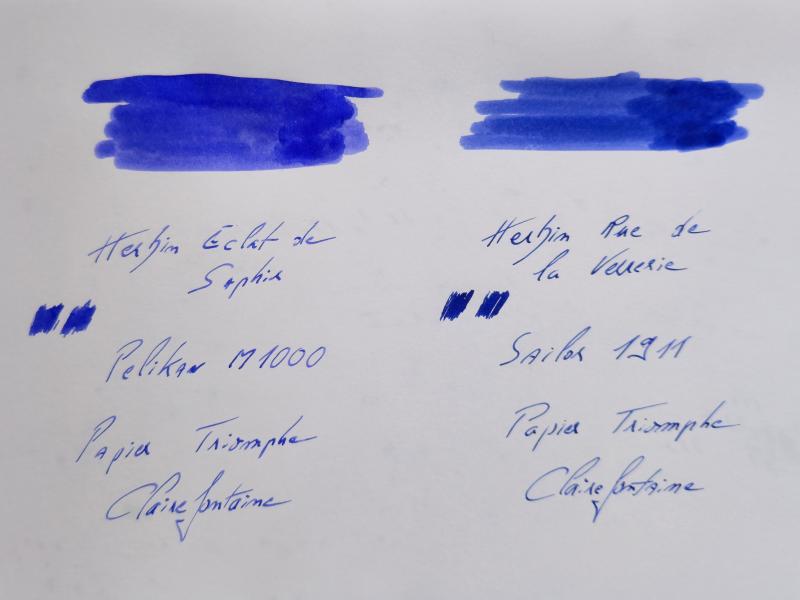 Herbin Eclat de
Saphir
Pelikan M1000
Papier Triomphe
Clairefontaine
Herbin Rue de
la Verrerie
Sailor 1911
Papier Triomphe
Clairefontaine